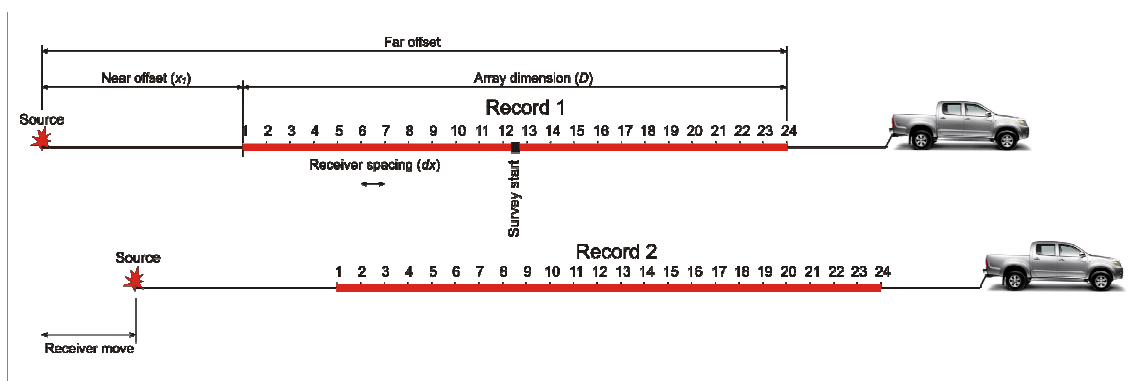 Far offset
Near offset (x1)
Array dimension (D)
Record 1
Source
1 2 3 4 5 6 7 8 9 10 11 12 13 14 15 16 17 18 19 20 21 22 23 24
Receiver spacing (dx)
Survey start
Record 2
Source
1 2 3 4 5 6 7 8 9 10 11 12 13 14 15 16 17 18 19 20 21 22 23 24
Receiver move